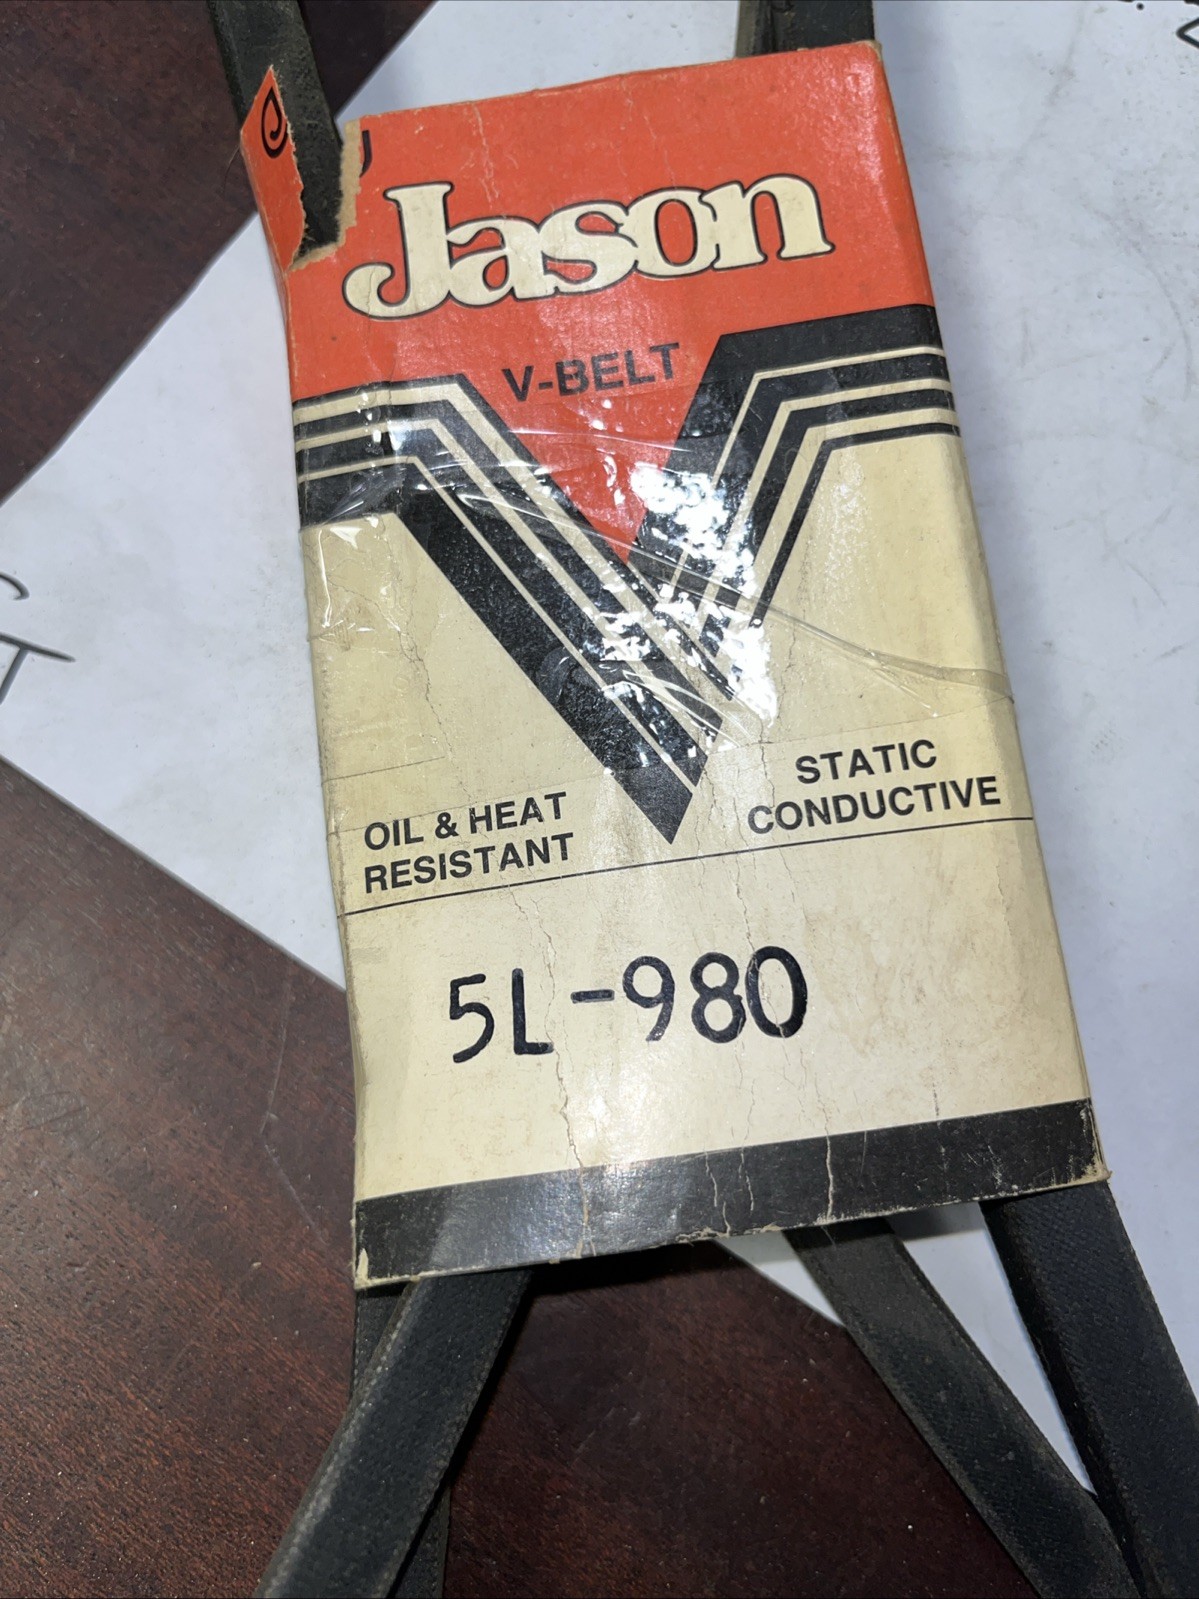 Jason
V-BELT
OIL & HEAT
RESISTANT
STATIC
CONDUCTIVE
5L-980